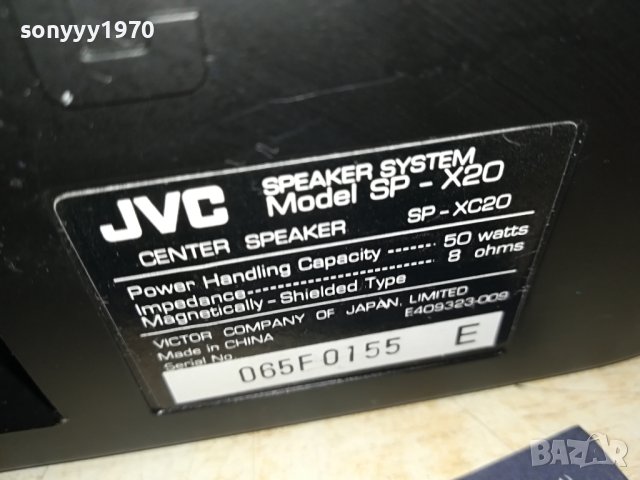 sonyyy1970
JVC
SPEAKER SYSTEM
Model SP - X20
CENTER SPEAKER SP-XC20
Power Handling Capacity ------ 50 watts
Impedance---------------------- 8 ohms
Magnetically - Shielded Type
VICTOR COMPANY OF JAPAN, LIMITED
E409323-009
Made in CHINA
Serial No.
065F0155 E
BAZAR